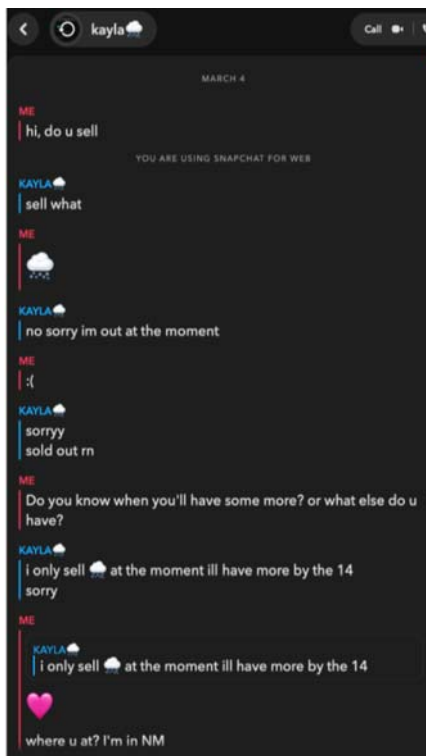 kayla🌧️
Call
MARCH 4
ME
hi, do u sell
YOU ARE USING SNAPCHAT FOR WEB
KAYLA🌧️
sell what
ME
🌨️
KAYLA🌧️
no sorry im out at the moment
ME
:(
KAYLA🌧️
sorryy
sold out rn
ME
Do you know when you'll have some more? or what else do u
have?
KAYLA🌧️
i only sell 🌧️ at the moment ill have more by the 14
sorry
ME
KAYLA🌧️
i only sell 🌧️ at the moment ill have more by the 14
🩷
where u at? I'm in NM